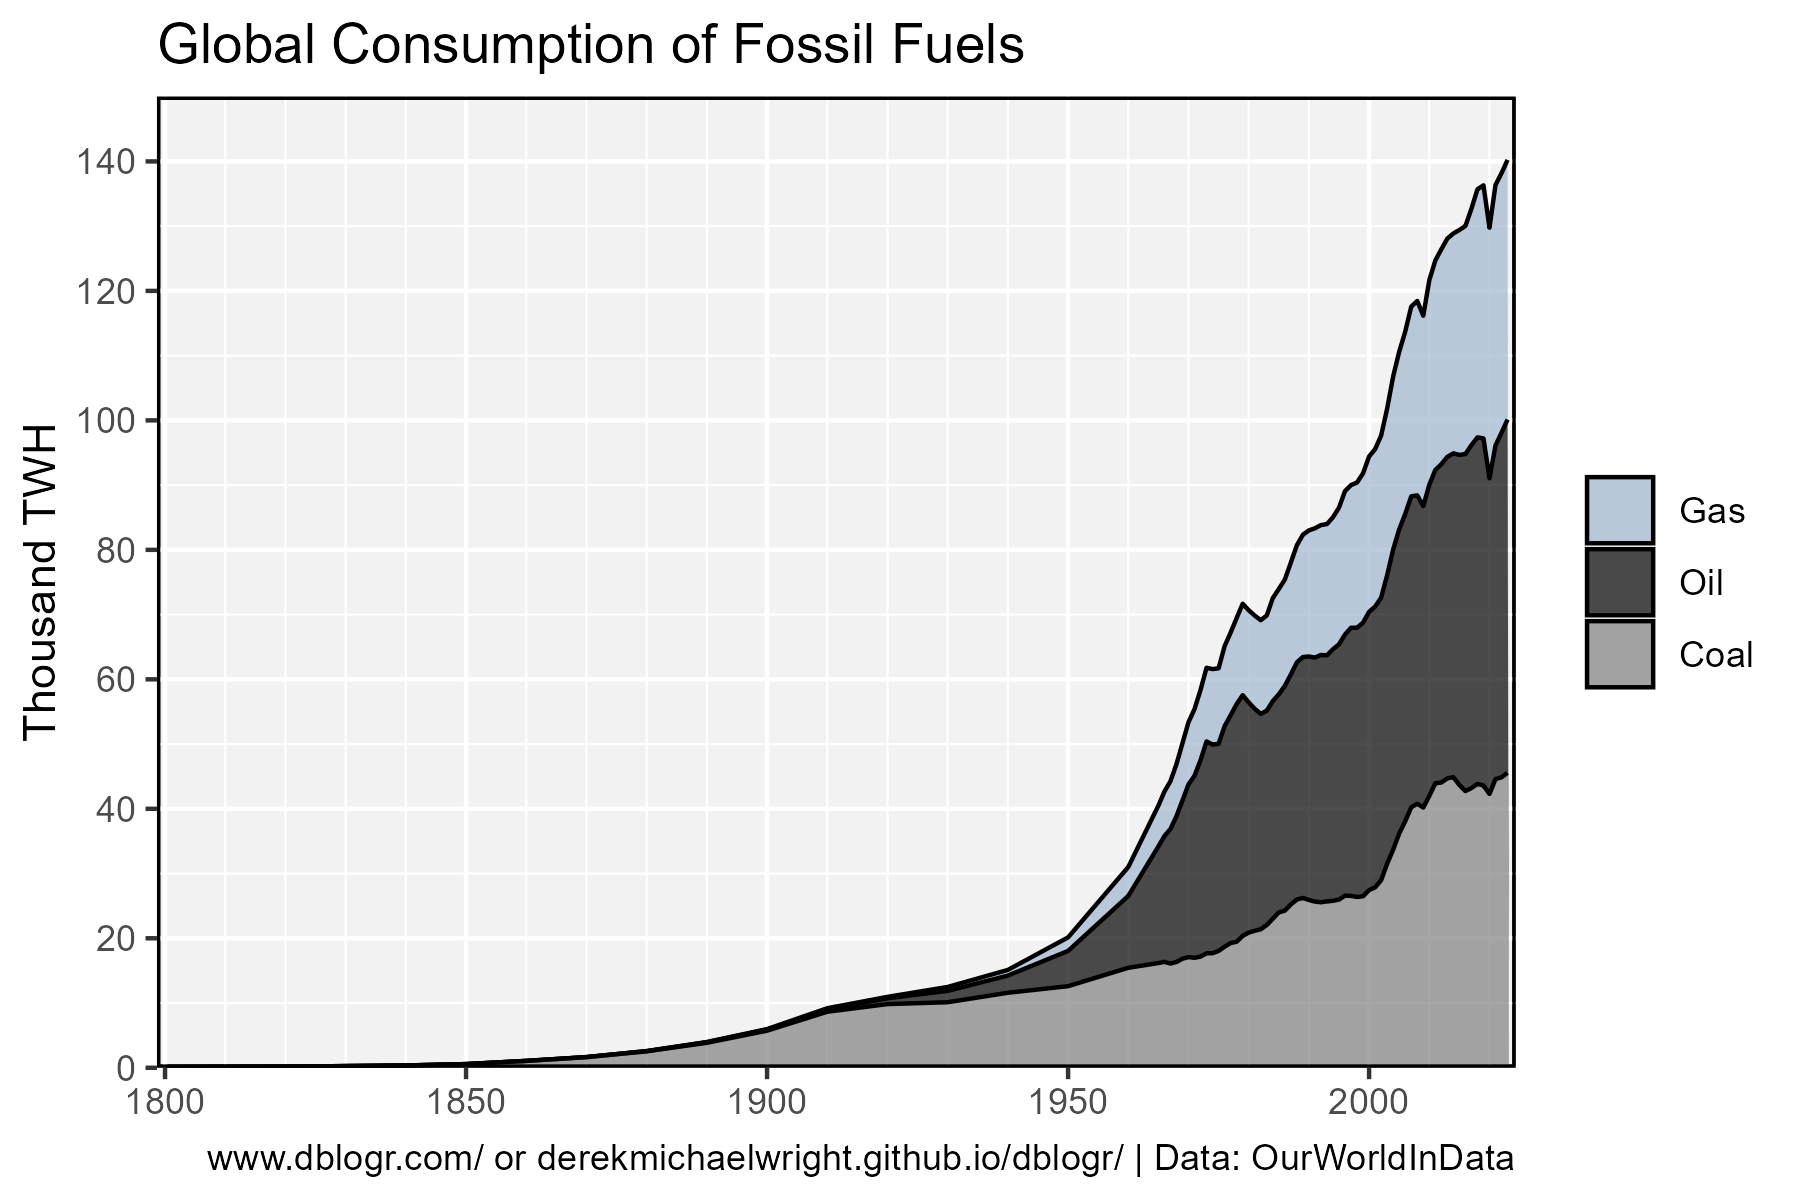 Global Consumption of Fossil Fuels
Thousand TWH
140
120
100
80
60
40
20
0
1800 1850 1900 1950 2000
Gas
Oil
Coal
www.dblogr.com/ or derekmichaelwright.github.io/dblogr/ | Data: OurWorldInData